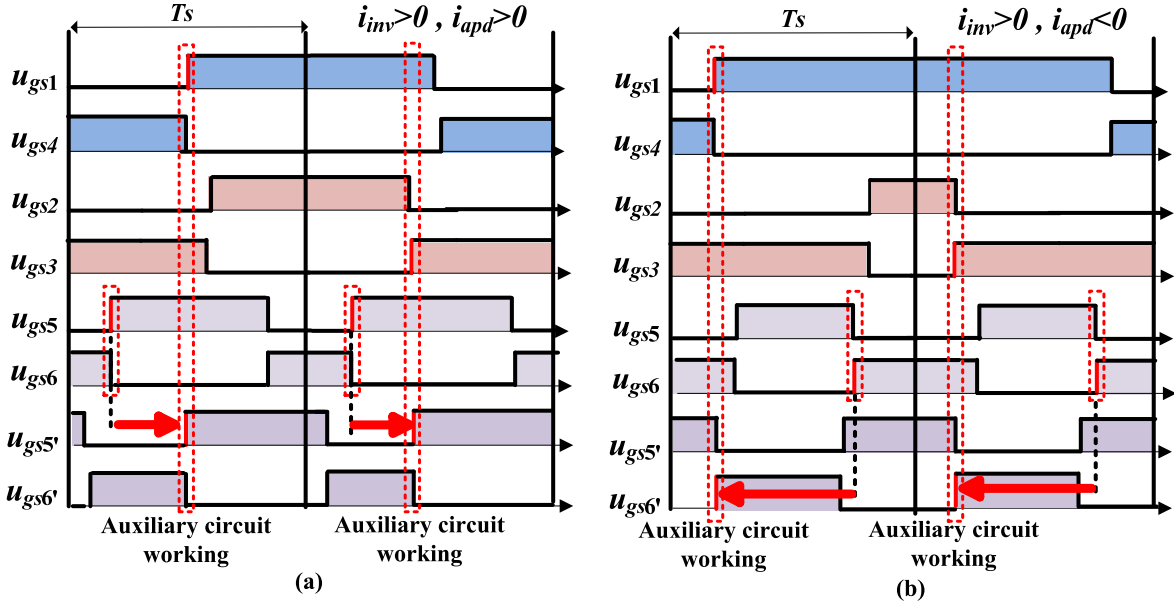 Ts
i_inv>0 , i_apd>0
u_gs1
u_gs4
u_gs2
u_gs3
u_gs5
u_gs6
u_gs5'
u_gs6'
Auxiliary circuit
working
Auxiliary circuit
working
(a)
Ts
i_inv>0 , i_apd<0
u_gs1
u_gs4
u_gs2
u_gs3
u_gs5
u_gs6
u_gs5'
u_gs6'
Auxiliary circuit
working
Auxiliary circuit
working
(b)